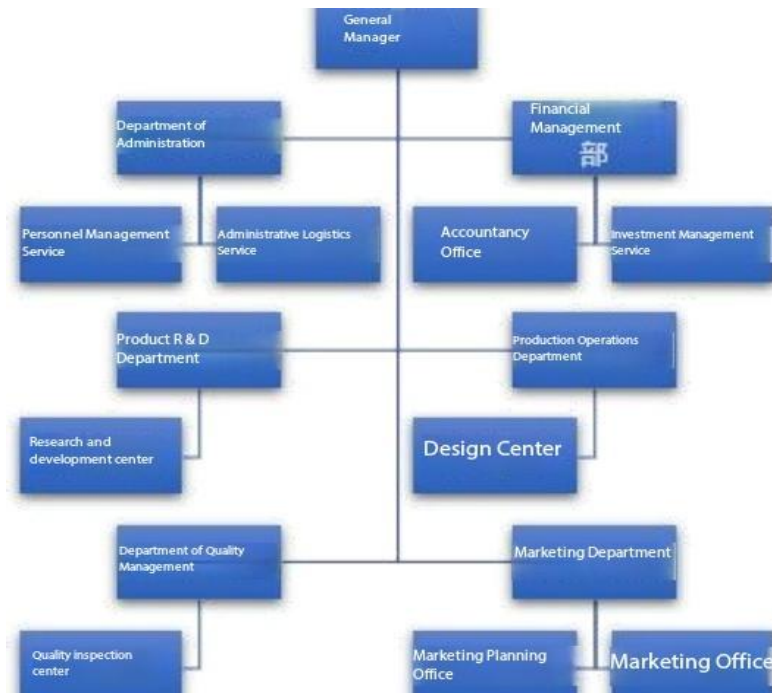 General
Manager
Department of
Administration
Financial
Management
部
Personnel Management
Service
Administrative Logistics
Service
Accountancy
Office
Investment Management
Service
Product R & D
Department
Production Operations
Department
Research and
development center
Design Center
Department of Quality
Management
Marketing Department
Quality inspection
center
Marketing Planning
Office
Marketing Office